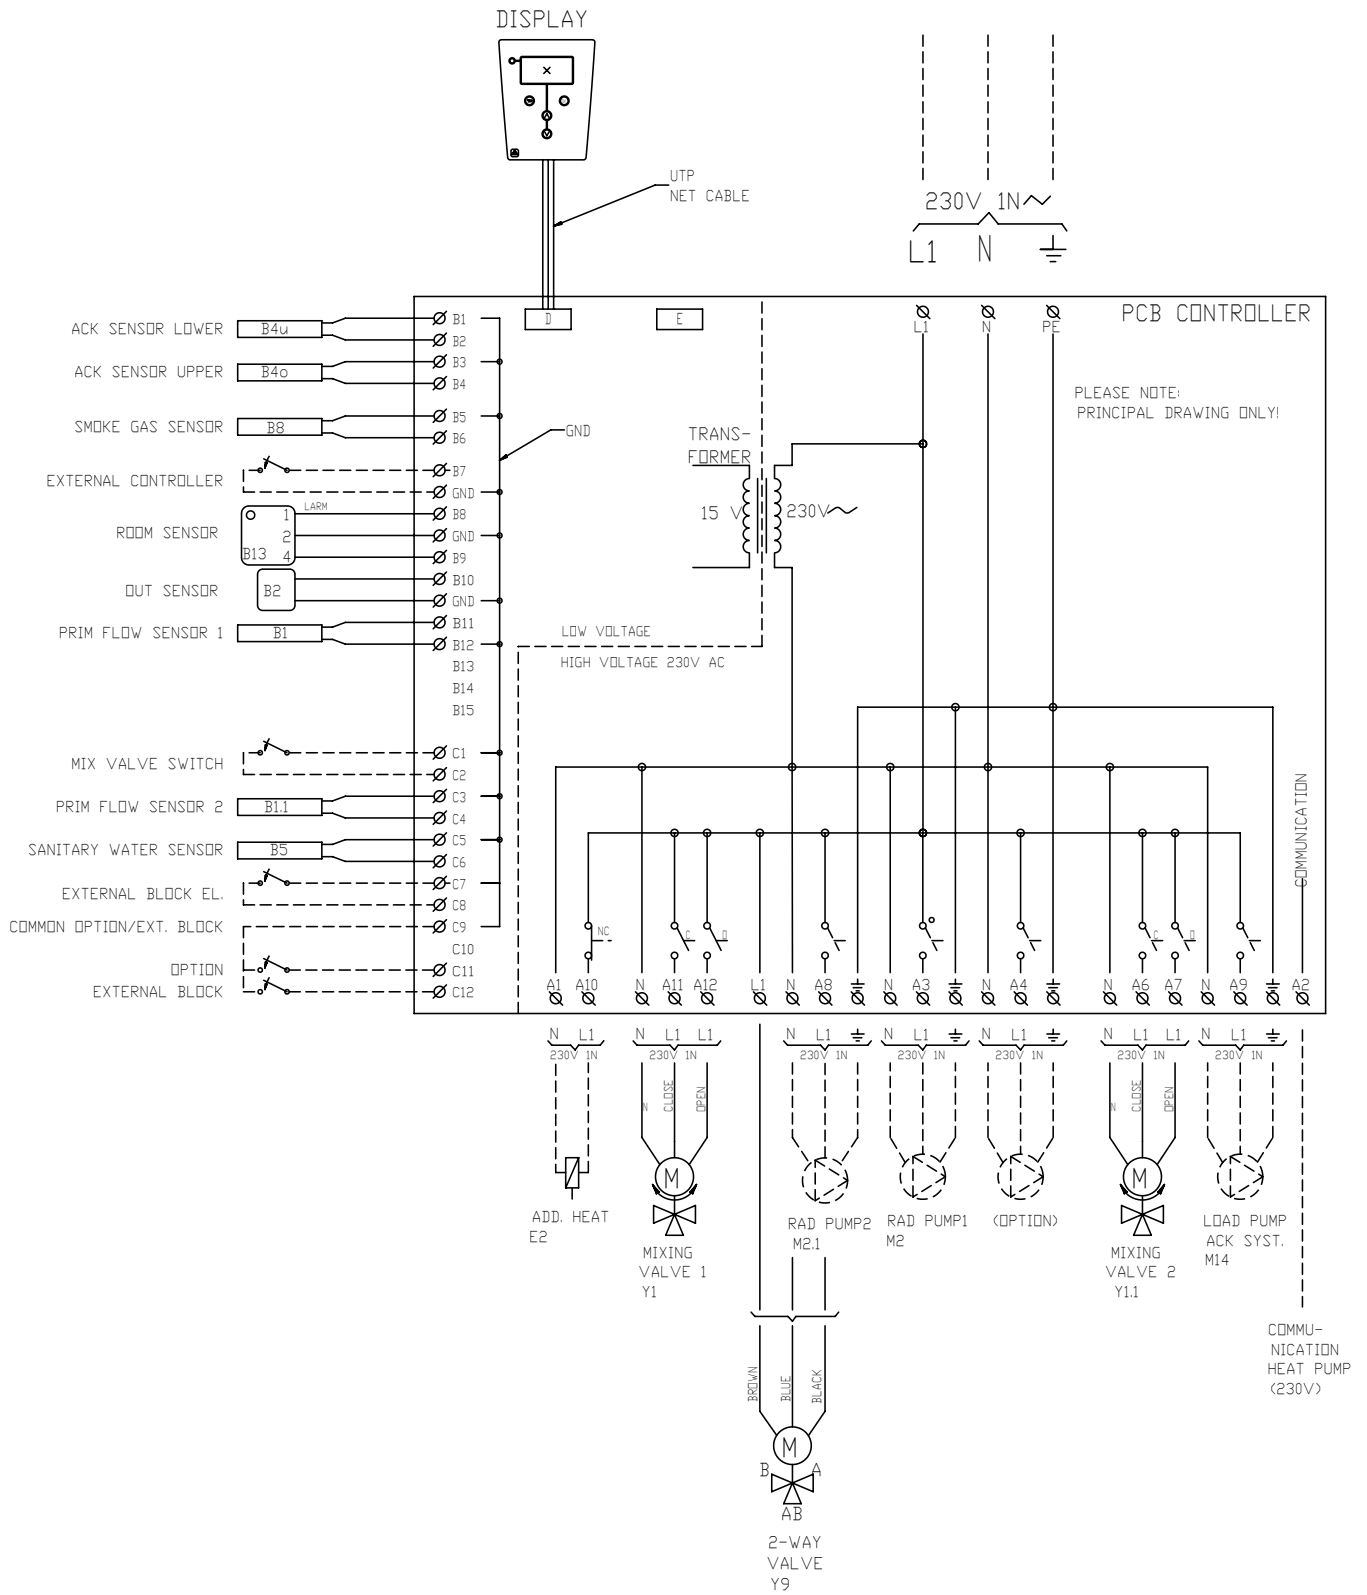 DISPLAY
UTP
NET CABLE
230V 1N
L1 N
D E
L1 N PE
PCB CONTROLLER
PLEASE NOTE:
PRINCIPAL DRAWING ONLY!
ACK SENSOR LOWER B4u B1
B2
ACK SENSOR UPPER B4o B3
B4
SMOKE GAS SENSOR B8 B5
B6
GND
TRANS-
FORMER
15 V 230V
EXTERNAL CONTROLLER B7
GND
LARM
ROOM SENSOR B13 1 B8
2 GND
4 B9
OUT SENSOR B2 B10
GND
PRIM FLOW SENSOR 1 B1 B11
B12
B13
B14
B15
LOW VOLTAGE
HIGH VOLTAGE 230V AC
MIX VALVE SWITCH C1
C2
PRIM FLOW SENSOR 2 B1.1 C3
C4
SANITARY WATER SENSOR B5 C5
C6
EXTERNAL BLOCK EL. C7
C8
COMMON OPTION/EXT. BLOCK C9
C10
OPTION C11
EXTERNAL BLOCK C12
COMMUNICATION
NC C O C O
A1 A10 N A11 A12 L1 N A8 N A3 N A4 N A6 A7 N A9 A2
N L1 N L1 L1 N L1 N L1 N L1 N L1 L1 N L1
230V 1N 230V 1N 230V 1N 230V 1N 230V 1N 230V 1N 230V 1N
N CLOSE OPEN N CLOSE OPEN
M M
ADD. HEAT
E2
MIXING
VALVE 1
Y1
RAD PUMP2
M2.1
RAD PUMP1
M2
(OPTION)
MIXING
VALVE 2
Y1.1
LOAD PUMP
ACK SYST.
M14
COMMU-
NICATION
HEAT PUMP
(230V)
BROWN BLUE BLACK
M
B A
AB
2-WAY
VALVE
Y9